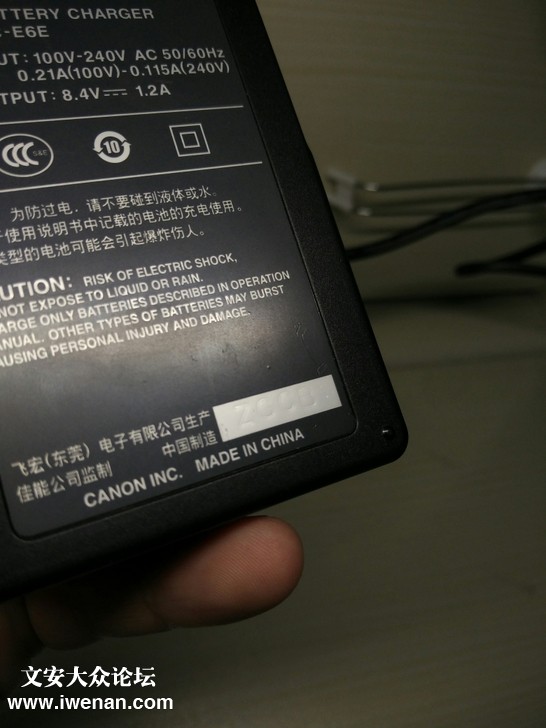 TTERY CHARGER
-E6E
UT: 100V-240V AC 50/60Hz
0.21A(100V)-0.115A(240V)
TPUT: 8.4V⎓ 1.2A
CCC S&E
10
为防过电,请不要碰到液体或水。
使用说明书中记载的电池的充电使用。
类型的电池可能会引起爆炸伤人。
UTION: RISK OF ELECTRIC SHOCK.
NOT EXPOSE TO LIQUID OR RAIN.
ARGE ONLY BATTERIES DESCRIBED IN OPERATION
ANUAL. OTHER TYPES OF BATTERIES MAY BURST
AUSING PERSONAL INJURY AND DAMAGE.
飞宏(东莞) 电子有限公司生产
佳能公司监制 中国制造
CANON INC. MADE IN CHINA
文安大众论坛
www.iwenan.com